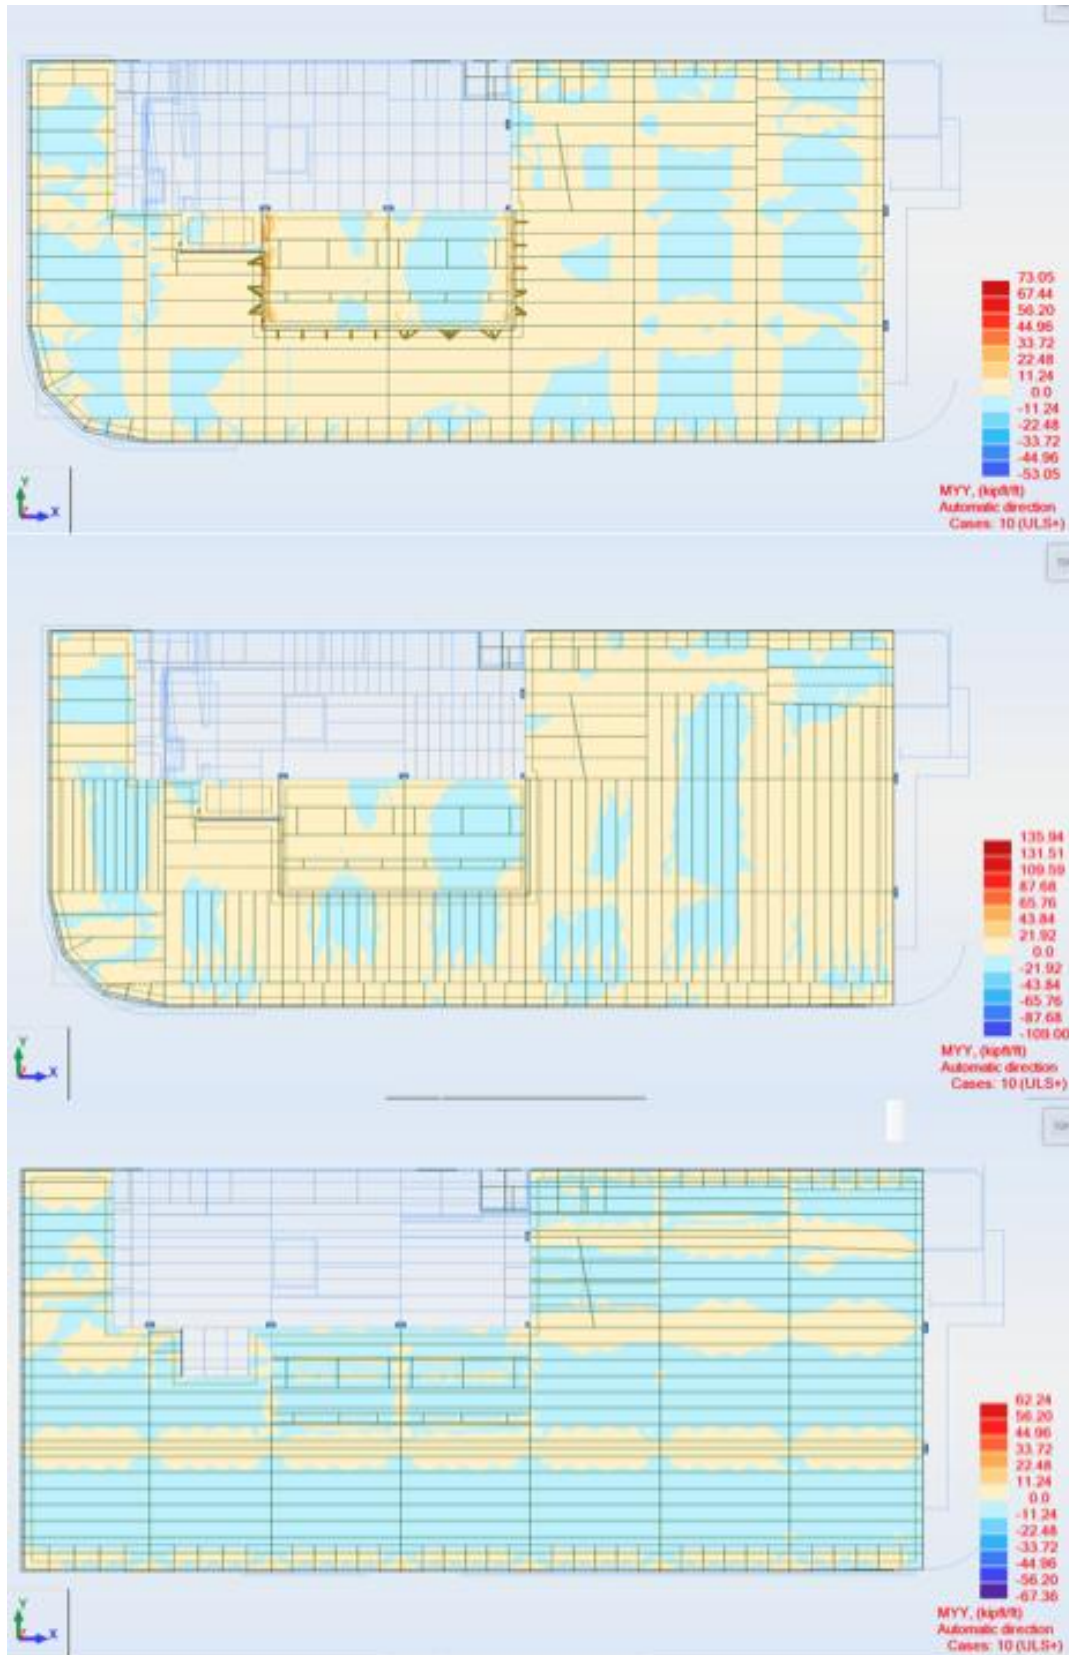 73.05
67.44
56.20
44.96
33.72
22.48
11.24
0.0
-11.24
-22.48
-33.72
-44.96
-53.05
MYY, (kipft/ft)
Automatic direction
Cases: 10 (ULS+)
Y
X
TOP
135.94
131.51
109.59
87.68
65.76
43.84
21.92
0.0
-21.92
-43.84
-65.76
-87.68
-109.00
MYY, (kipft/ft)
Automatic direction
Cases: 10 (ULS+)
Y
X
TOP
62.24
56.20
44.96
33.72
22.48
11.24
0.0
-11.24
-22.48
-33.72
-44.96
-56.20
-67.36
MYY, (kipft/ft)
Automatic direction
Cases: 10 (ULS+)
Y
X